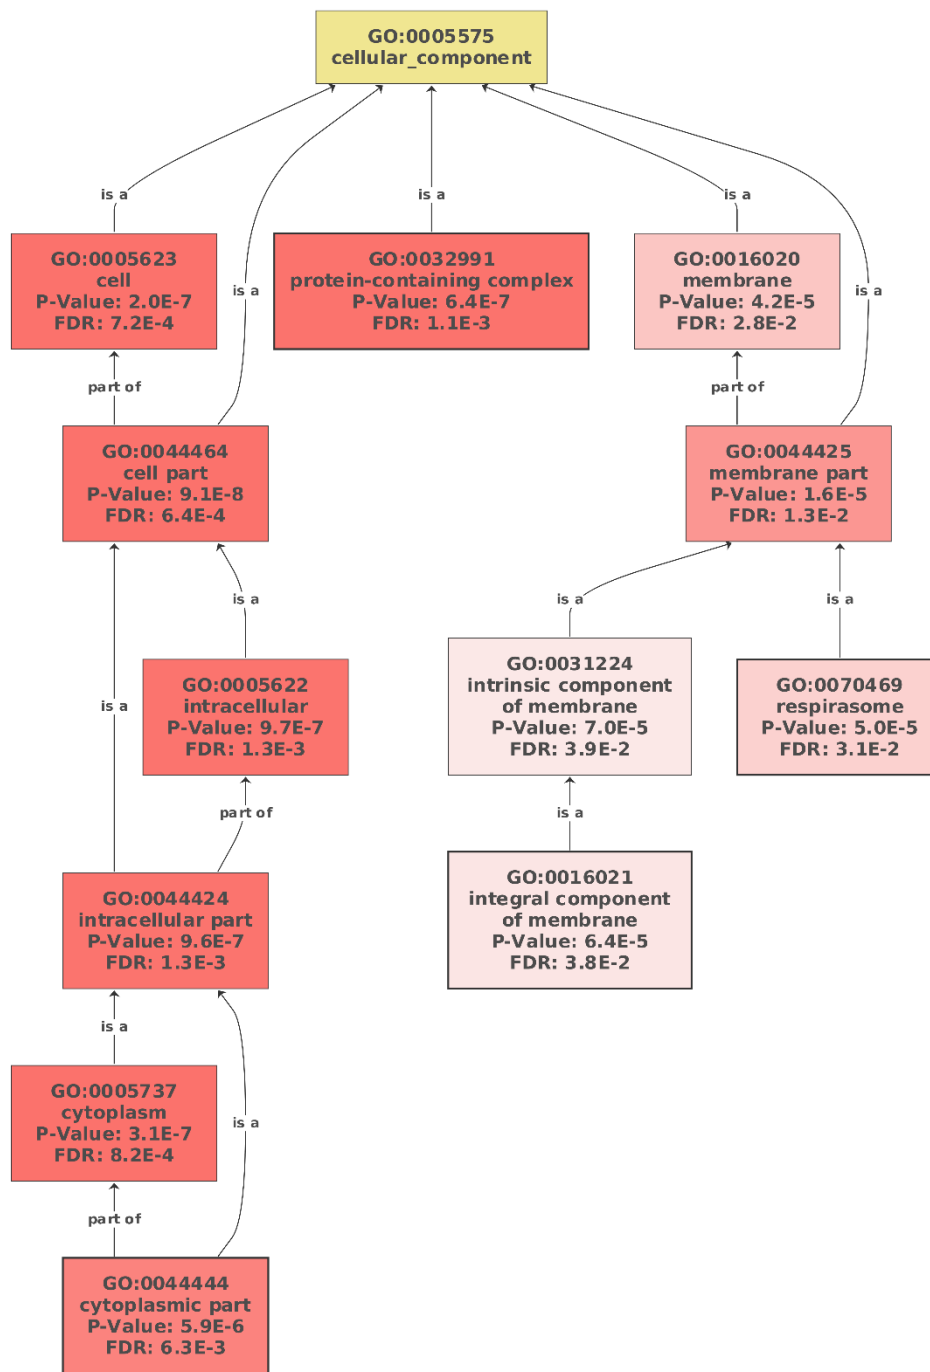 GO:0005575
cellular_component
is a
is a
is a
is a
is a
GO:0005623
cell
P-Value: 2.0E-7
FDR: 7.2E-4
GO:0032991
protein-containing complex
P-Value: 6.4E-7
FDR: 1.1E-3
GO:0016020
membrane
P-Value: 4.2E-5
FDR: 2.8E-2
part of
part of
GO:0044464
cell part
P-Value: 9.1E-8
FDR: 6.4E-4
GO:0044425
membrane part
P-Value: 1.6E-5
FDR: 1.3E-2
is a
is a
is a
is a
GO:0005622
intracellular
P-Value: 9.7E-7
FDR: 1.3E-3
GO:0031224
intrinsic component
of membrane
P-Value: 7.0E-5
FDR: 3.9E-2
GO:0070469
respirasome
P-Value: 5.0E-5
FDR: 3.1E-2
part of
is a
GO:0044424
intracellular part
P-Value: 9.6E-7
FDR: 1.3E-3
GO:0016021
integral component
of membrane
P-Value: 6.4E-5
FDR: 3.8E-2
is a
is a
GO:0005737
cytoplasm
P-Value: 3.1E-7
FDR: 8.2E-4
part of
GO:0044444
cytoplasmic part
P-Value: 5.9E-6
FDR: 6.3E-3